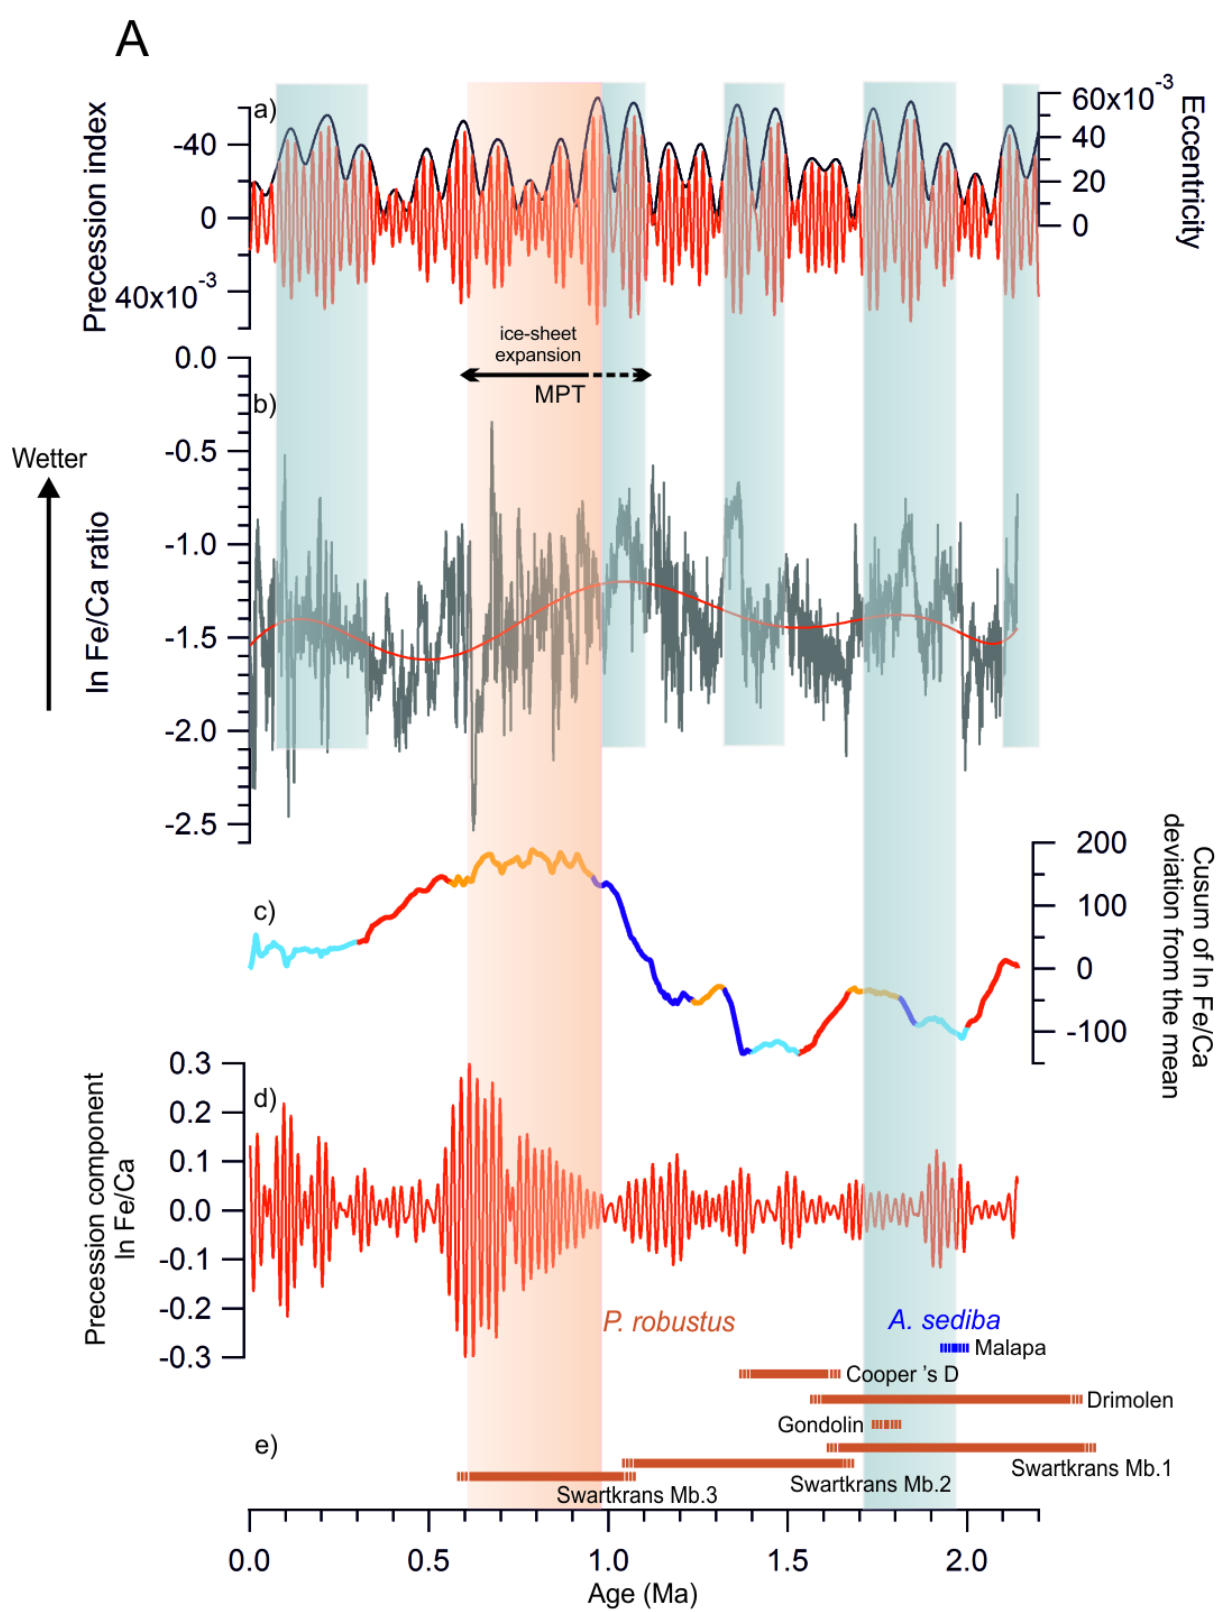 A
a)
Precession index
-40
0
40x10-3
60x10-3
40
20
0
Eccentricity
ice-sheet
expansion
MPT
b)
Wetter
ln Fe/Ca ratio
0.0
-0.5
-1.0
-1.5
-2.0
-2.5
c)
200
100
0
-100
Cusum of ln Fe/Ca
deviation from the mean
d)
Precession component
ln Fe/Ca
0.3
0.2
0.1
0.0
-0.1
-0.2
-0.3
P. robustus
A. sediba
Malapa
Cooper 's D
Drimolen
Gondolin
e)
Swartkrans Mb.1
Swartkrans Mb.2
Swartkrans Mb.3
0.0 0.5 1.0 1.5 2.0
Age (Ma)